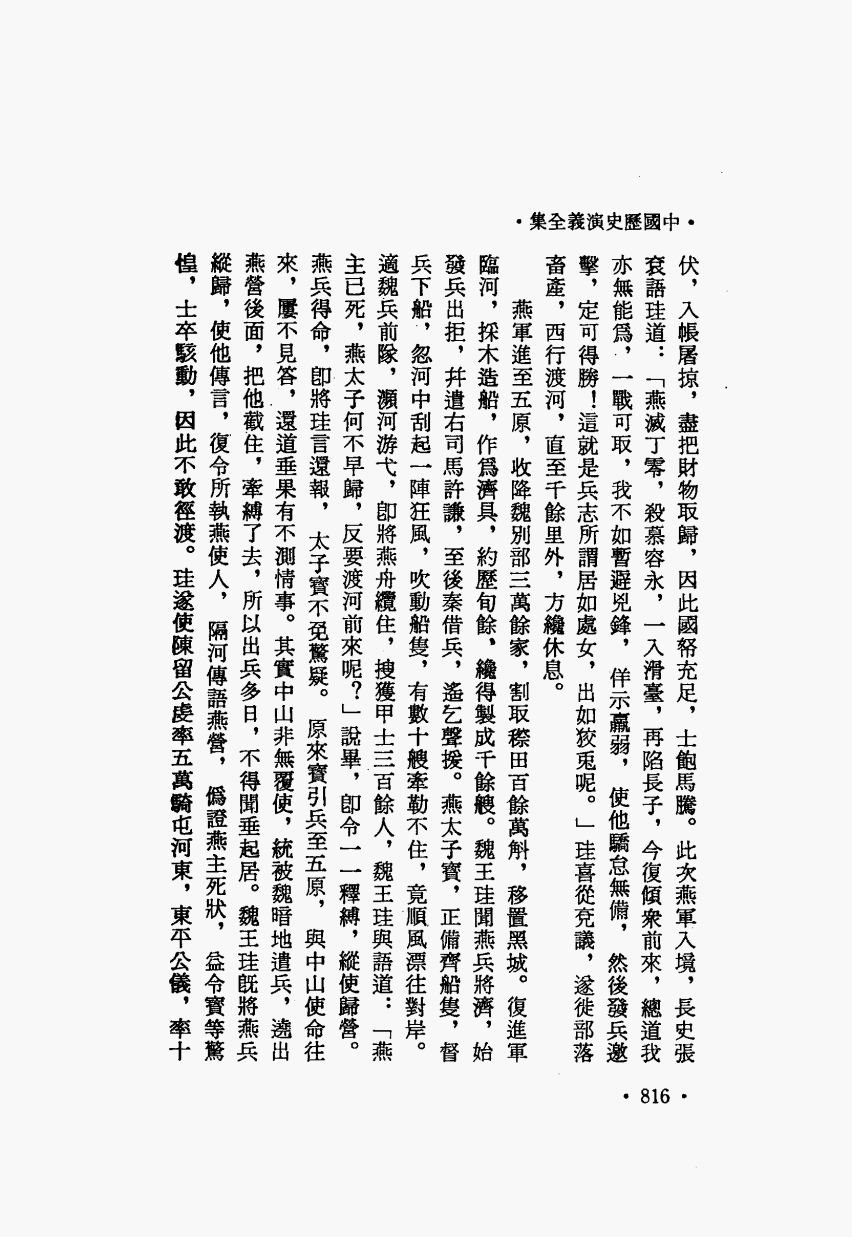 •中國歷史演義全集•
伏，入帳屠掠，盡把財物取歸，因此國帑充足，士飽馬騰。此次燕軍入境，長史張
袞語珪道：「燕滅丁零，殺慕容永，一入滑臺，再陷長子，今復傾衆前來，總道我
亦無能爲，一戰可取，我不如暫避兇鋒，佯示羸弱，使他驕怠無備，然後發兵邀
擊，定可得勝！這就是兵志所謂居如處女，出如狡兎呢。」珪喜從兗議，遂徙部落
畜產，西行渡河，直至千餘里外，方纔休息。
燕軍進至五原，收降魏別部三萬餘家，割取穄田百餘萬斛，移置黑城。復進軍
臨河，採木造船，作爲濟具，約歷旬餘，纔得製成千餘艘。魏王珪聞燕兵將濟，始
發兵出拒，幷遣右司馬許謙，至後秦借兵，遙乞聲援。燕太子寶，正備齊船隻，督
兵下船，忽河中刮起一陣狂風，吹動船隻，有數十艘牽勒不住，竟順風漂往對岸。
適魏兵前隊，瀕河游弋，卽將燕舟纜住，搜獲甲士三百餘人，魏王珪與語道：「燕
主已死，燕太子何不早歸，反要渡河前來呢？」說畢，卽令一一釋縛，縱使歸營。
燕兵得命，卽將珪言還報，太子寶不免驚疑。原來寶引兵至五原，與中山使命往
來，屢不見答，還道垂果有不測情事。其實中山非無覆使，統被魏暗地遣兵，遶出
燕營後面，把他截住，牽縛了去，所以出兵多日，不得聞垂起居。魏王珪旣將燕兵
縱歸，使他傳言，復令所執燕使人，隔河傳語燕營，僞證燕主死狀，益令寶等驚
惶，士卒駭動，因此不敢徑渡。珪遂使陳留公虔率五萬騎屯河東，東平公儀，率十
•816•